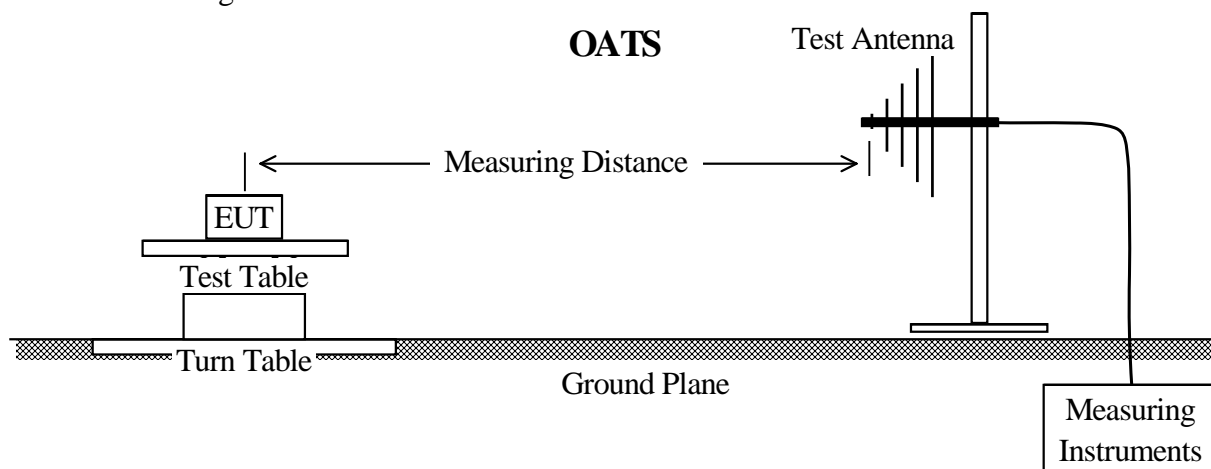 OATS
Test Antenna
Measuring Distance
EUT
Test Table
Turn Table
Ground Plane
Measuring
Instruments